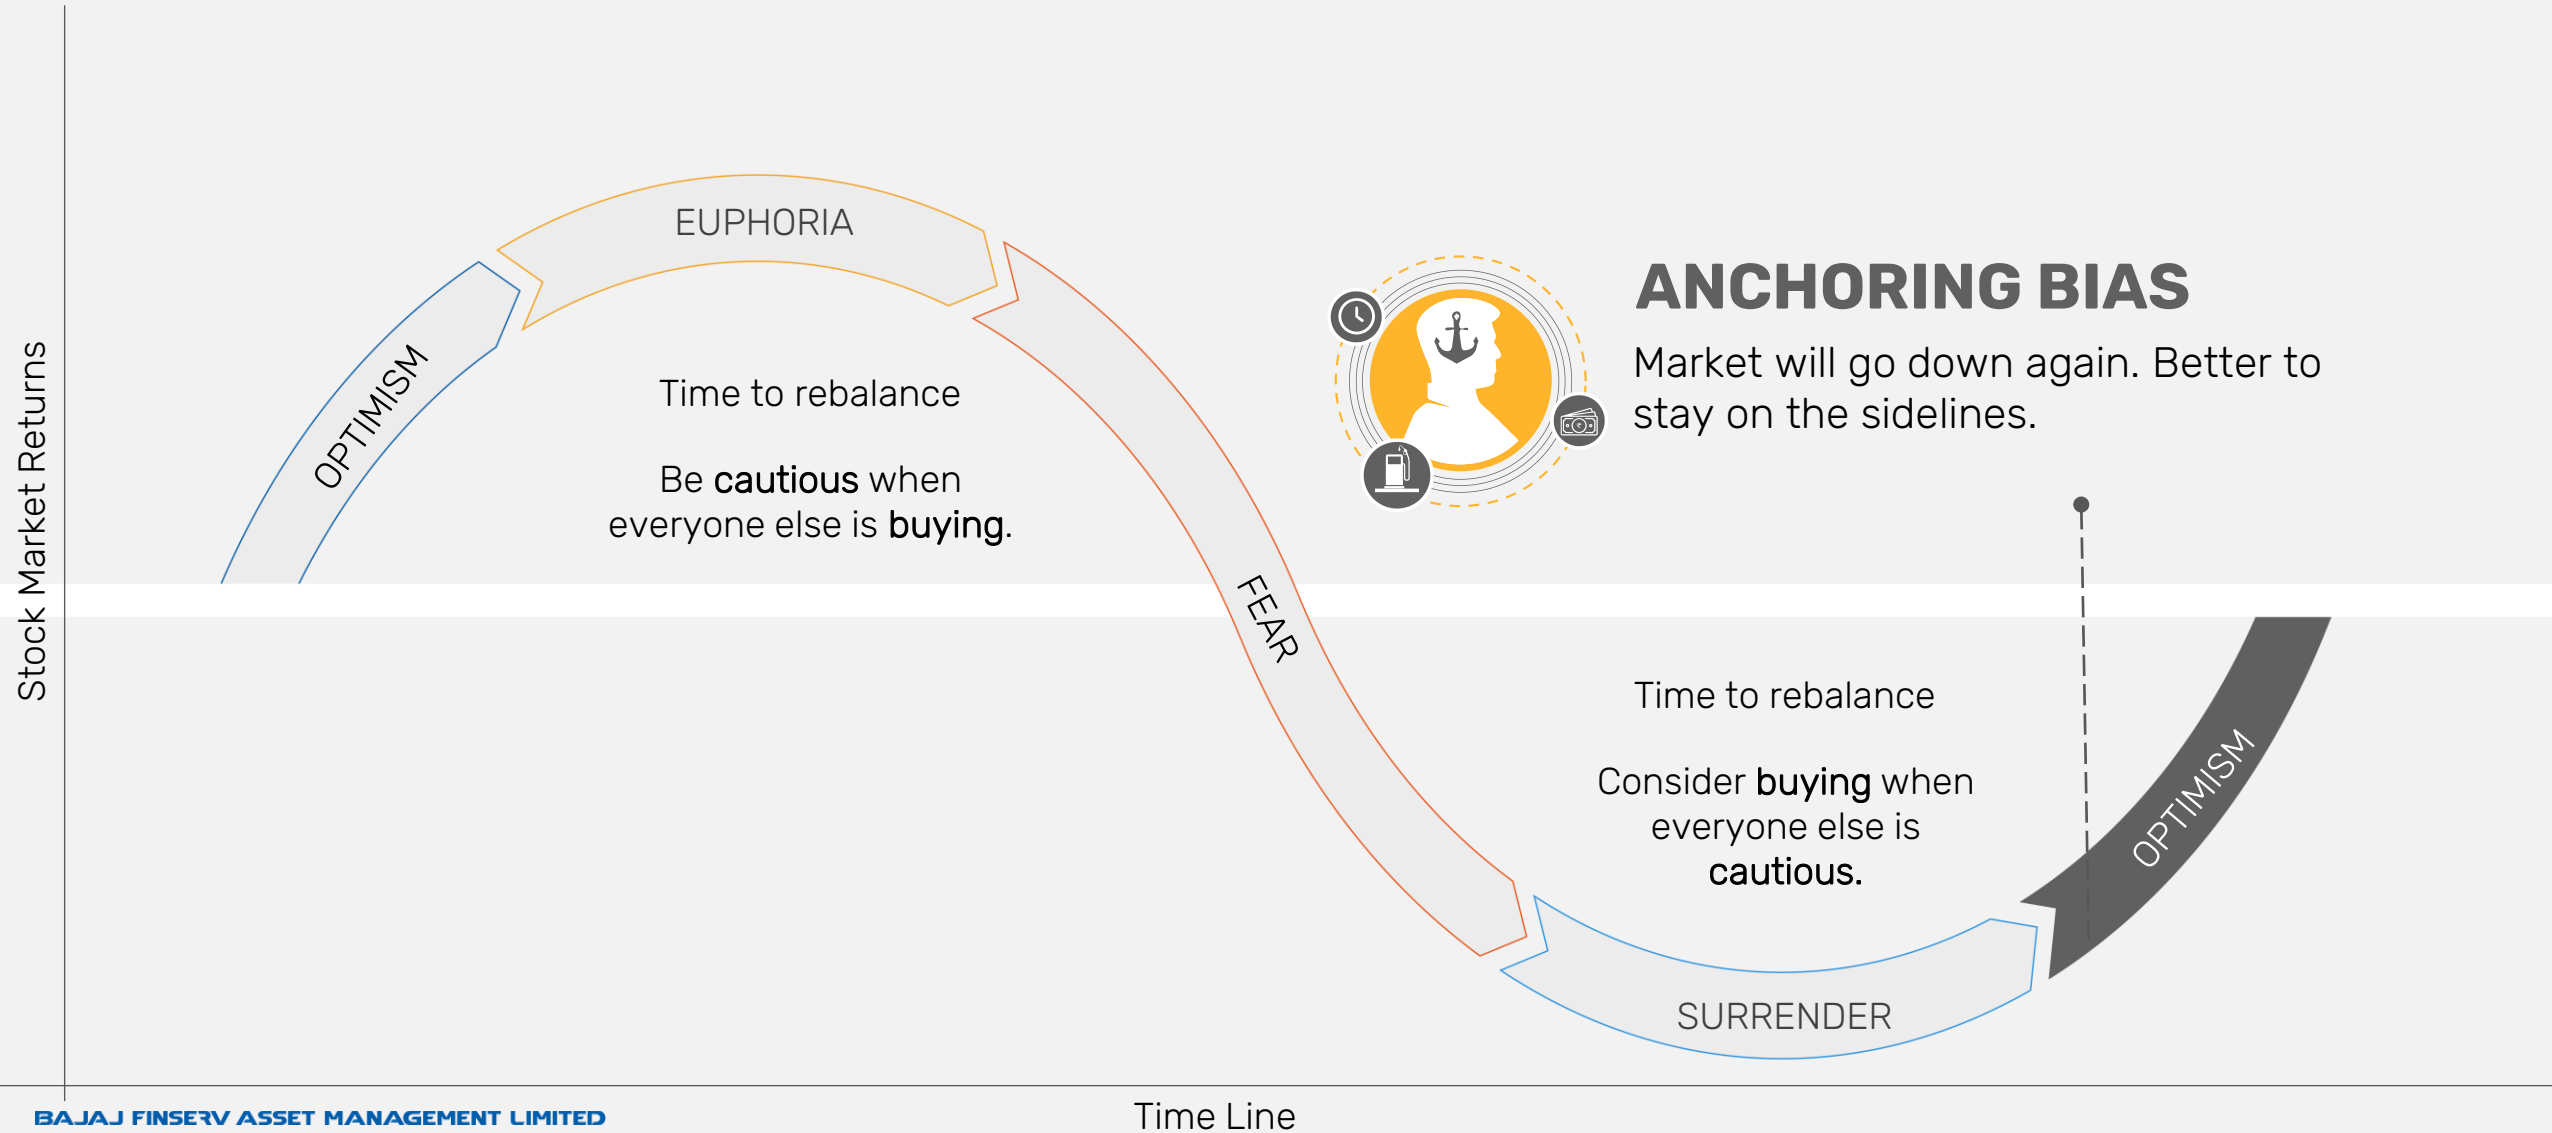 EUPHORIA
OPTIMISM
Time to rebalance
Be cautious when
everyone else is buying.
FEAR
ANCHORING BIAS
Market will go down again. Better to
stay on the sidelines.
Time to rebalance
Consider buying when
everyone else is
cautious.
SURRENDER
OPTIMISM
Stock Market Returns
Time Line
BAJAJ FINSERV ASSET MANAGEMENT LIMITED